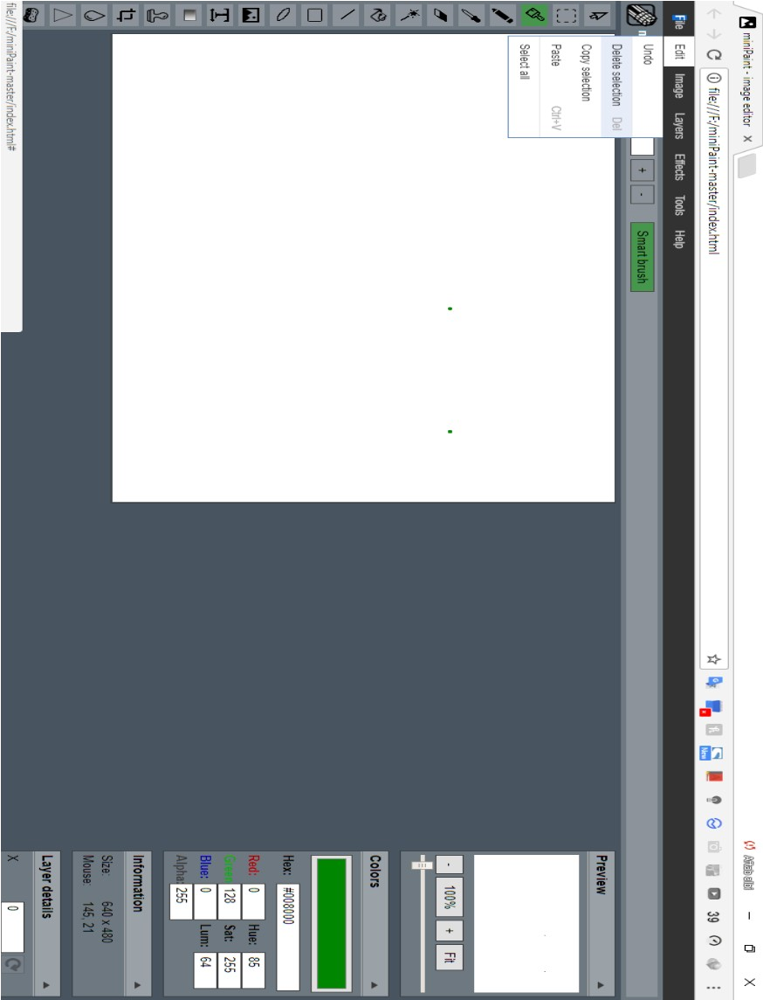 miniPaint - image editor
Aftab albi
file:///F:/miniPaint-master/index.html
New
39
File Edit Image Layers Effects Tools Help
+ - Smart brush
Undo
Delete selection Del
Copy selection
Paste Ctrl+V
Select all
Preview
- 100% + Fit
Colors
Hex: #008000
Red: 0 Hue: 85
Green: 128 Sat: 255
Blue: 0 Lum: 64
Alpha: 255
Information
Size: 640 x 480
Mouse: 145, 21
Layer details
X 0
file:///F:/miniPaint-master/index.html#